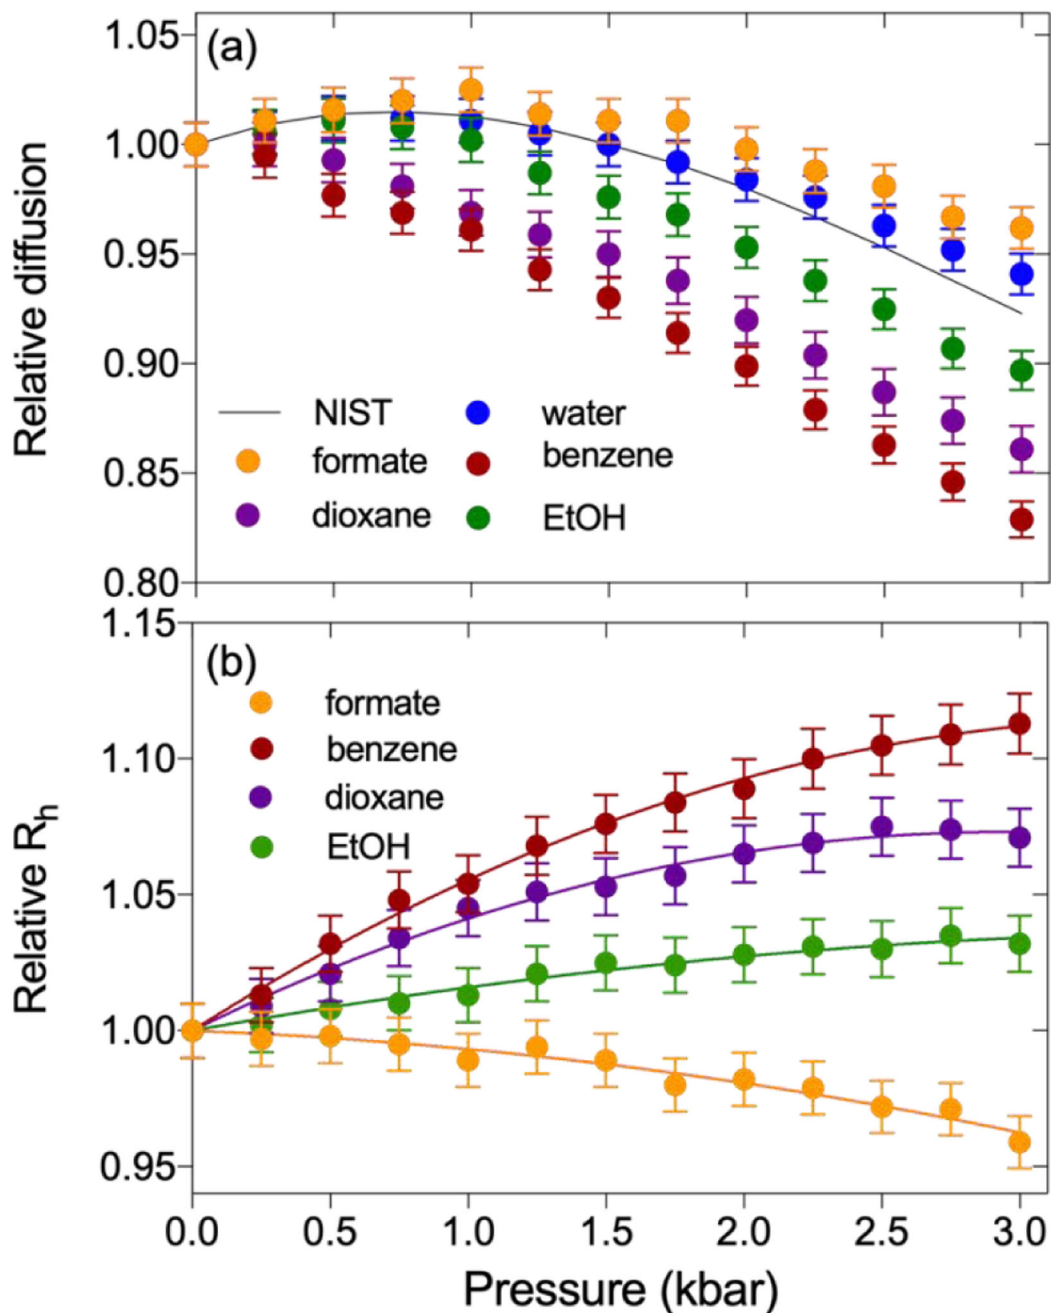 (a)
1.05
1.00
0.95
0.90
0.85
0.80
Relative diffusion
NIST water
formate benzene
dioxane EtOH
(b)
1.15
1.10
1.05
1.00
0.95
Relative Rh
formate
benzene
dioxane
EtOH
0.0 0.5 1.0 1.5 2.0 2.5 3.0
Pressure (kbar)